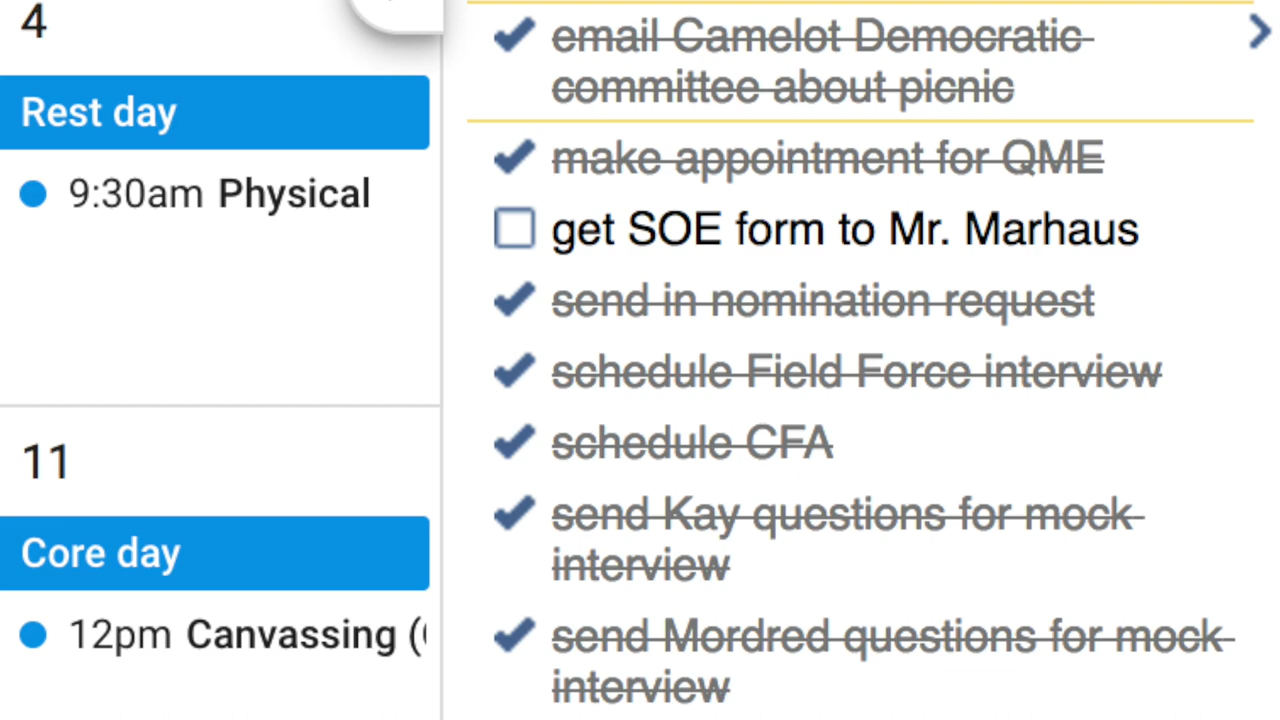 4
Rest day
9:30am Physical
11
Core day
12pm Canvassing (
email Camelot Democratic
committee about picnic
make appointment for QME
get SOE form to Mr. Marhaus
send in nomination request
schedule Field Force interview
schedule CFA
send Kay questions for mock
interview
send Mordred questions for mock
interview